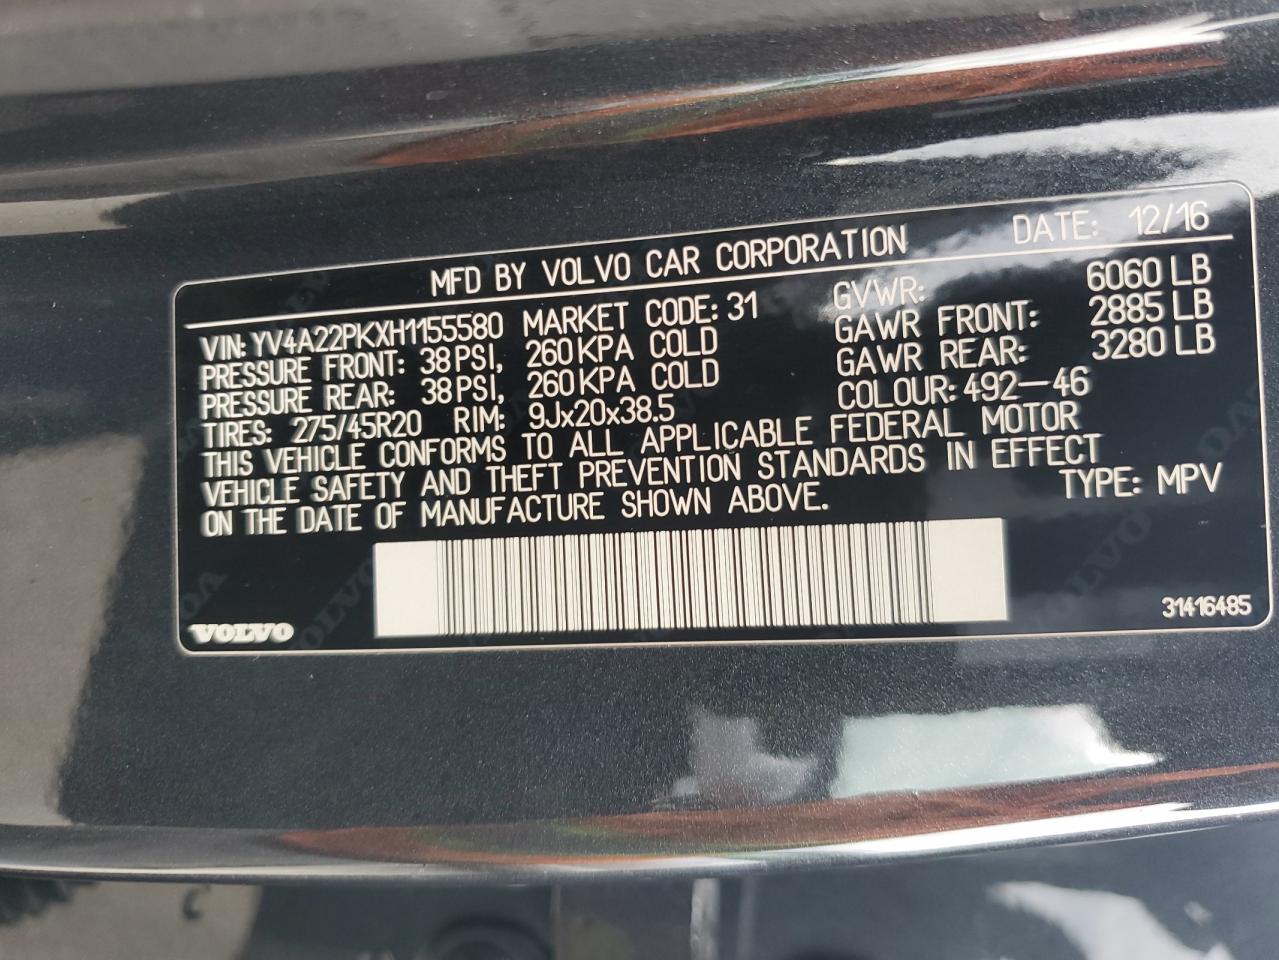 MFD BY VOLVO CAR CORPORATION DATE: 12/16
VIN: YV4A22PKXH1155580 MARKET CODE: 31 GVWR: 6060 LB
PRESSURE FRONT: 38 PSI, 260 KPA COLD GAWR FRONT: 2885 LB
PRESSURE REAR: 38 PSI, 260 KPA COLD GAWR REAR: 3280 LB
TIRES: 275/45R20 RIM: 9Jx20x38.5 COLOUR: 492-46
THIS VEHICLE CONFORMS TO ALL APPLICABLE FEDERAL MOTOR
VEHICLE SAFETY AND THEFT PREVENTION STANDARDS IN EFFECT
ON THE DATE OF MANUFACTURE SHOWN ABOVE. TYPE: MPV
VOLVO
31416485